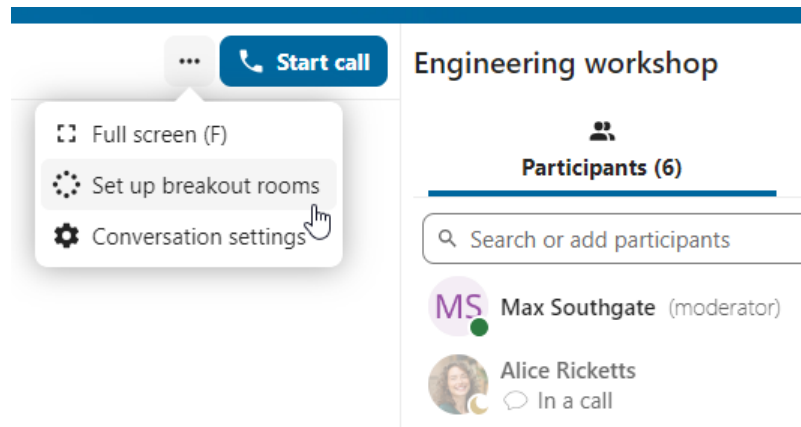 ... Start call
Full screen (F)
Set up breakout rooms
Conversation settings
Engineering workshop
Participants (6)
Search or add participants
MS Max Southgate (moderator)
Alice Ricketts
In a call